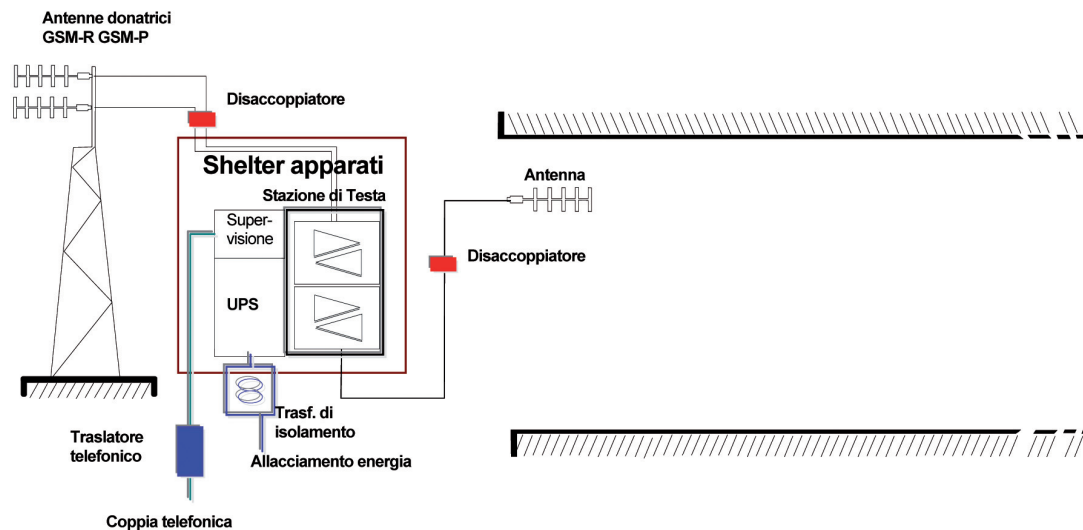 Antenne donatrici
GSM-R GSM-P
Disaccoppiatore
Shelter apparati
Stazione di Testa
Antenna
Super-
visione
Disaccoppiatore
UPS
Trasf. di
isolamento
Traslatore
telefonico
Allacciamento energia
Coppia telefonica